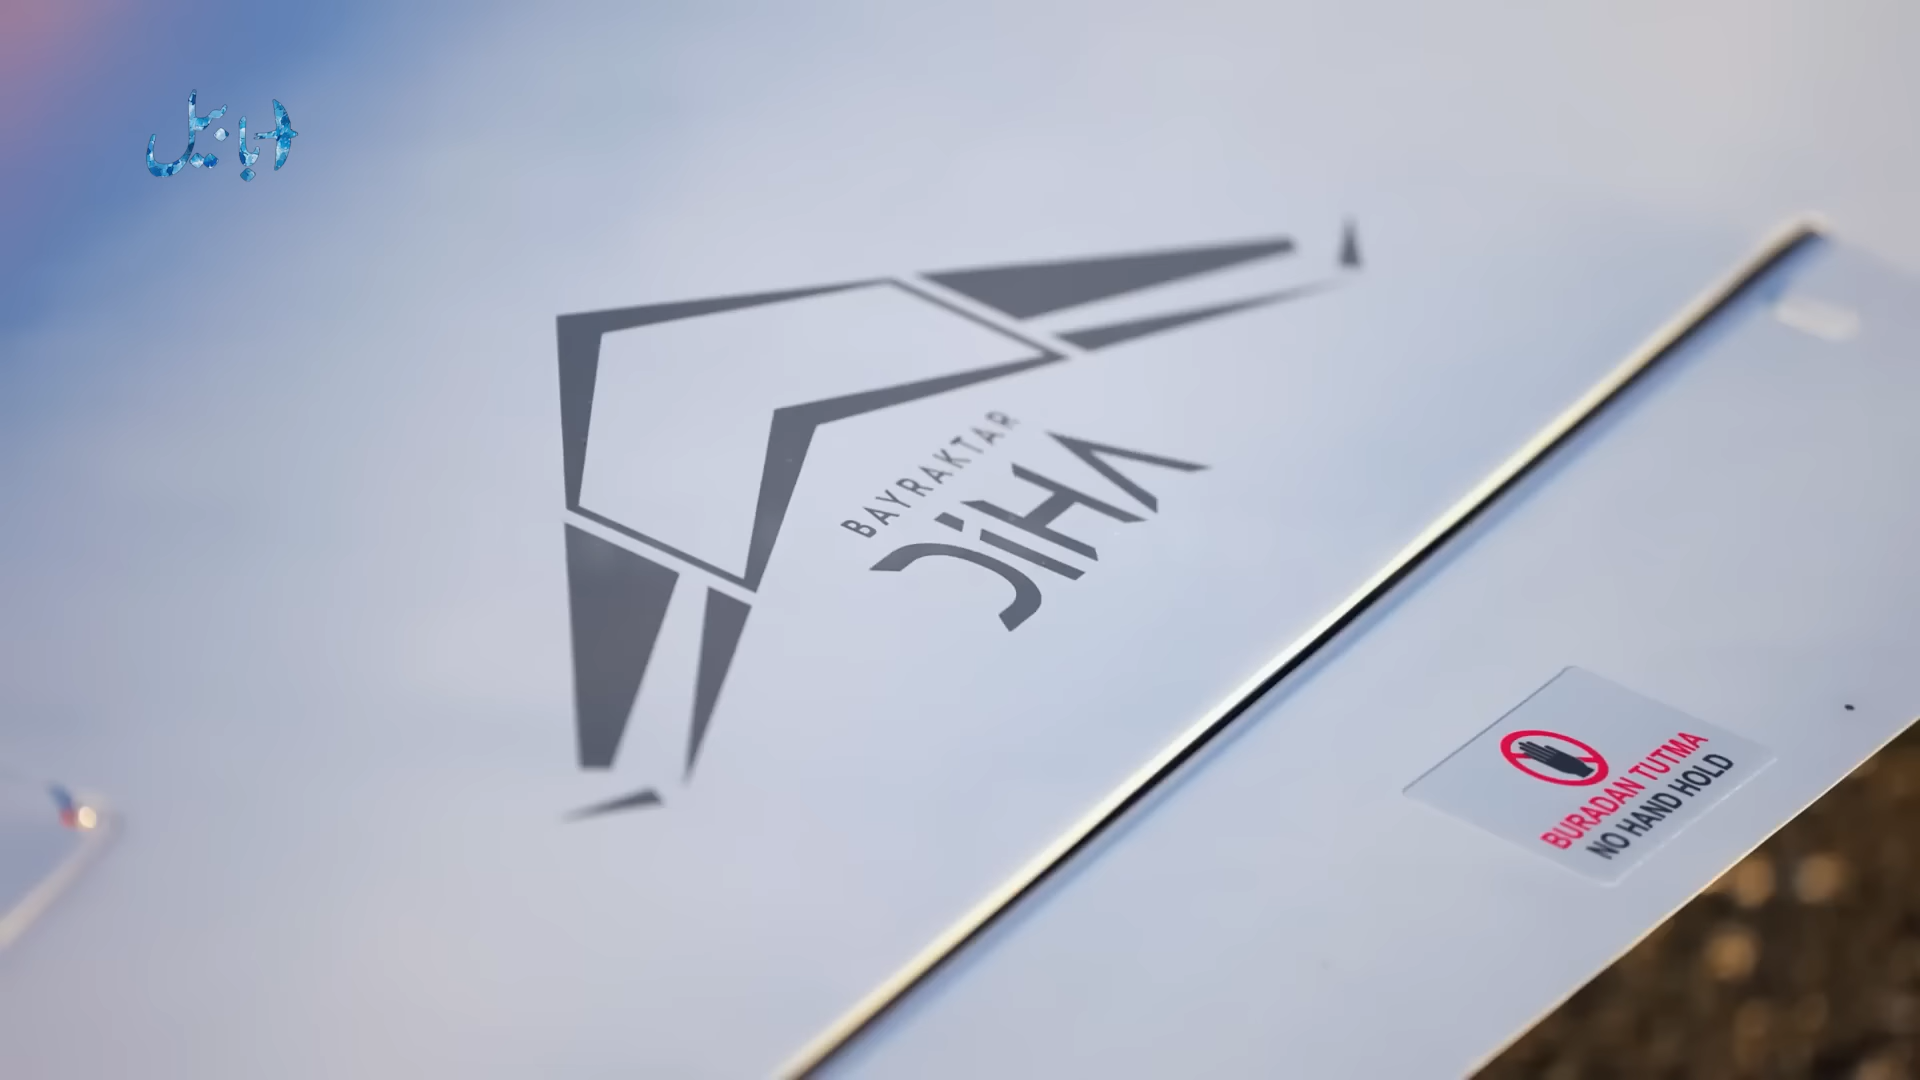 ابابیل
BAYRAKTAR
DİHA
BURADAN TUTMA
NO HAND HOLD